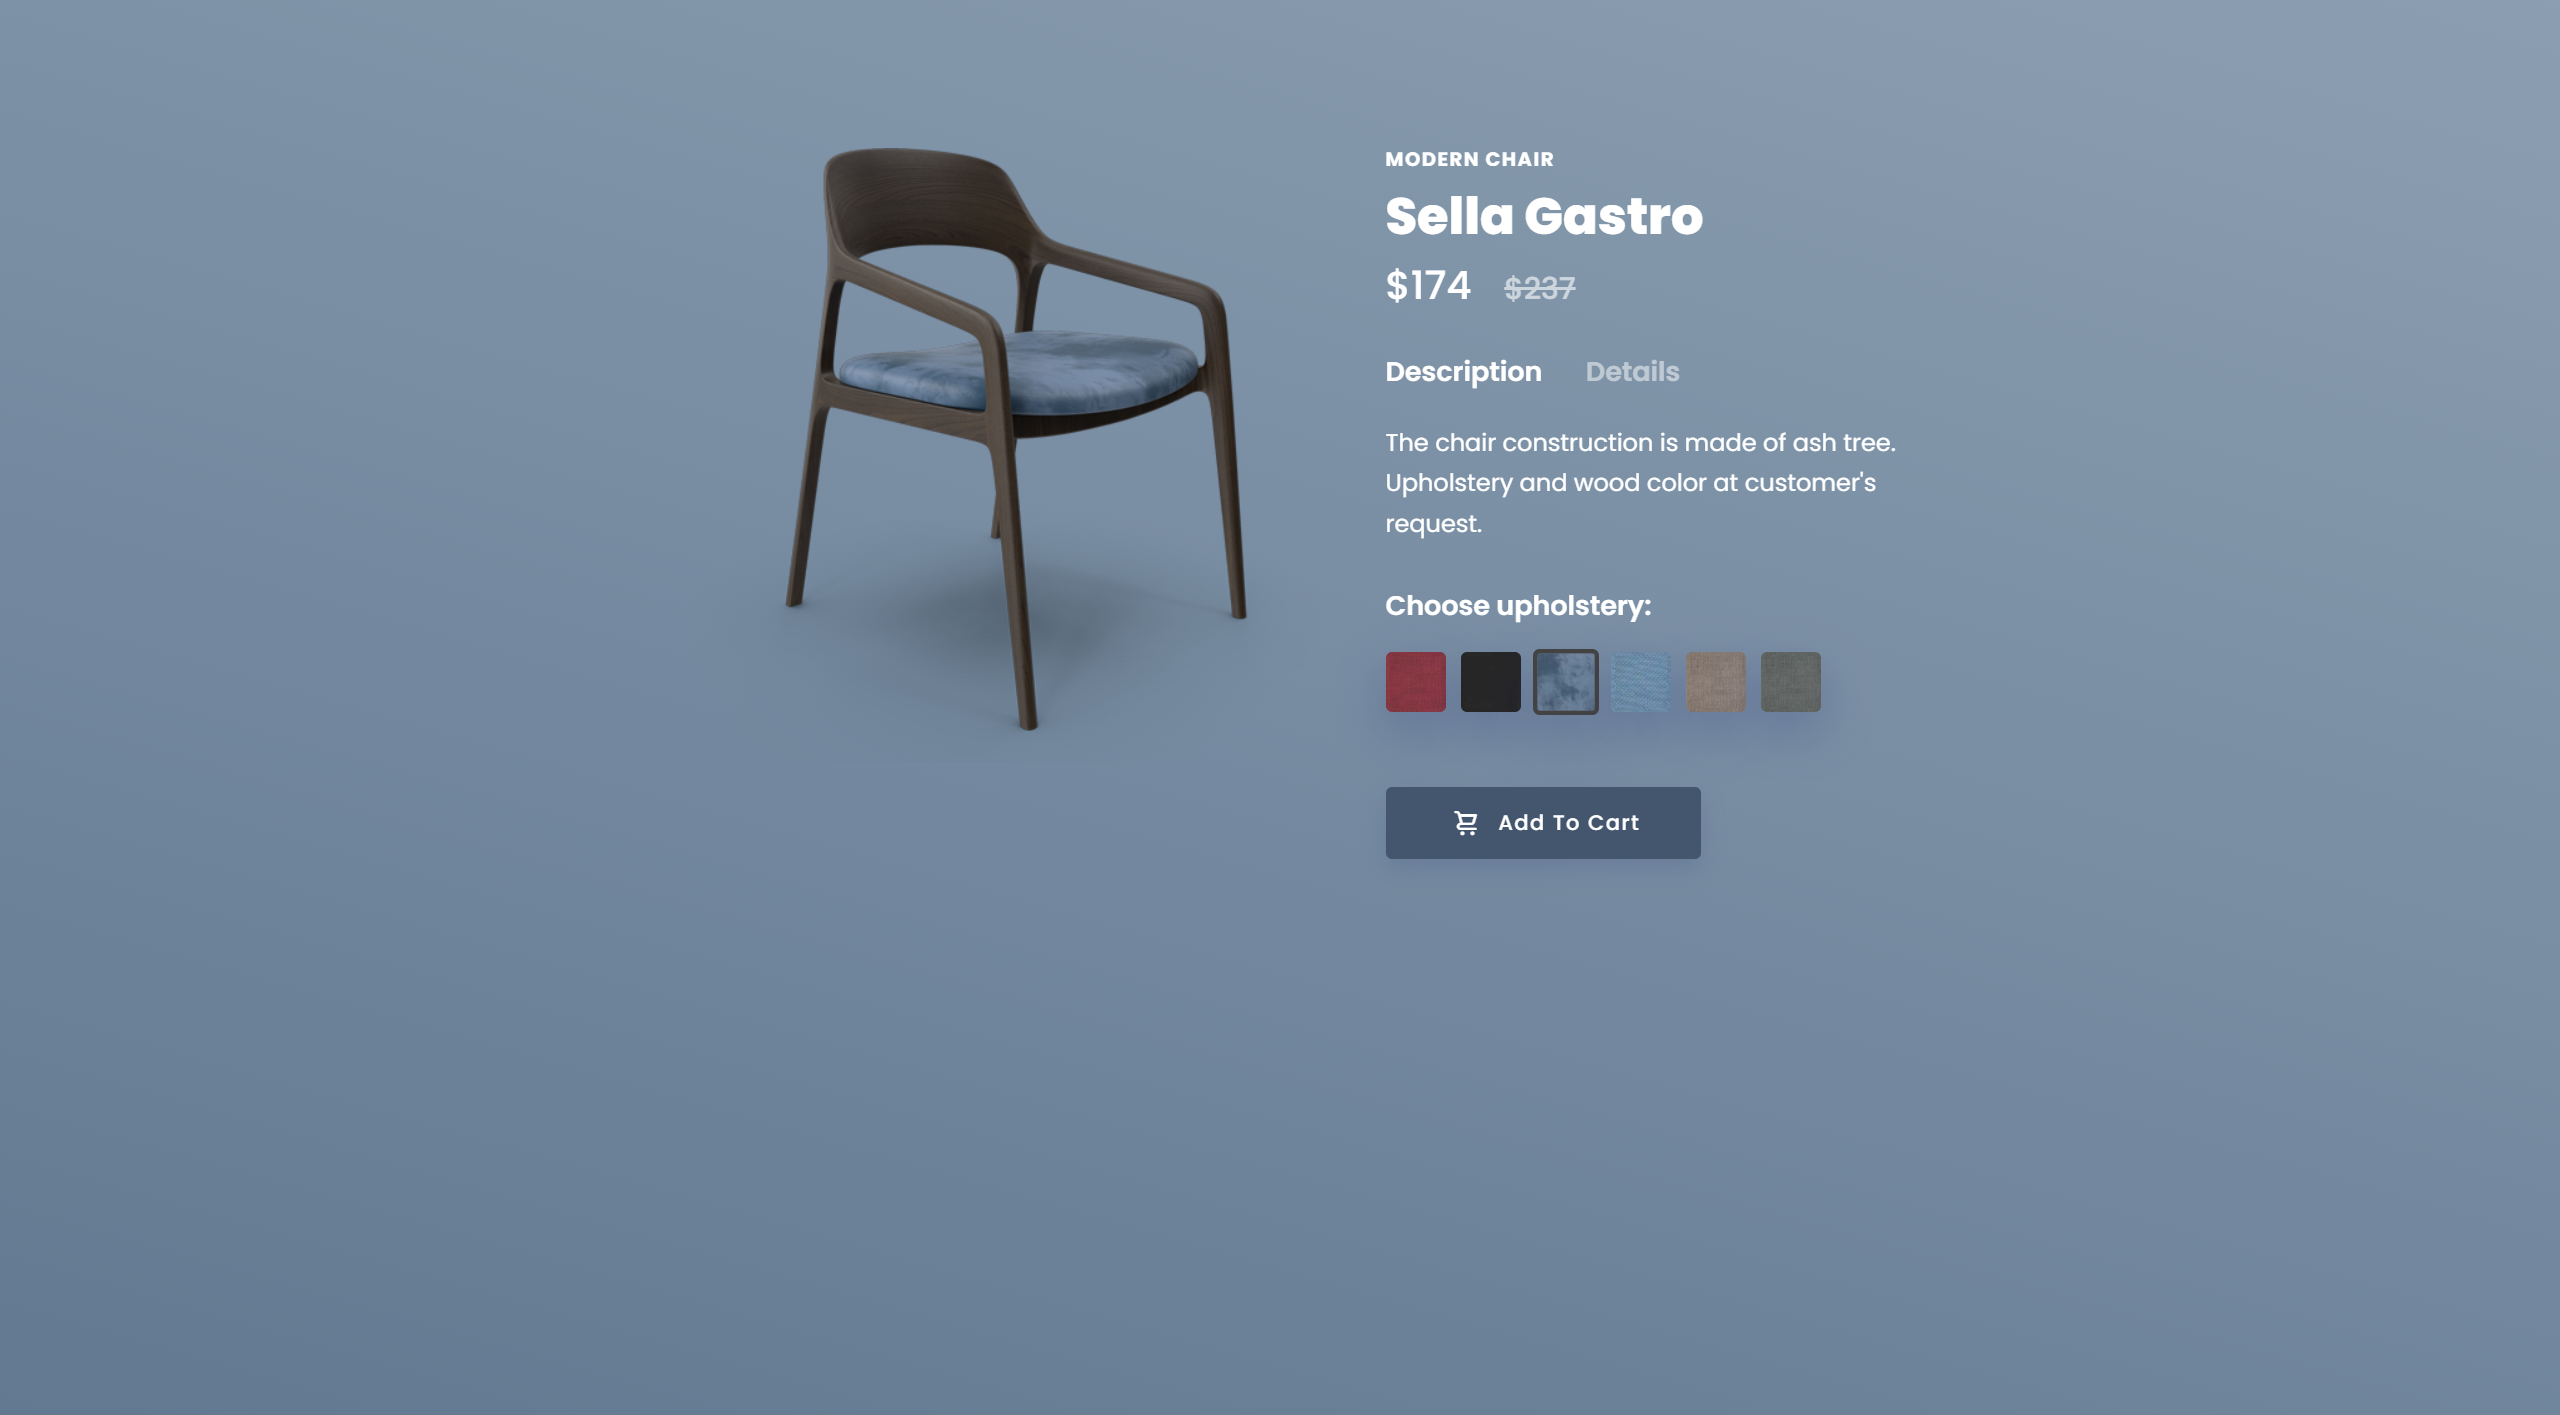 MODERN CHAIR
Sella Gastro
$174 $237
Description Details
The chair construction is made of ash tree.
Upholstery and wood color at customer's
request.
Choose upholstery:
Add To Cart